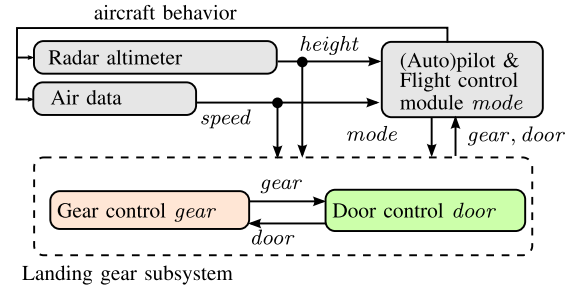 aircraft behavior
Radar altimeter
height
(Auto)pilot &
Flight control
module mode
Air data
speed
mode
gear, door
gear
Gear control gear
Door control door
door
Landing gear subsystem